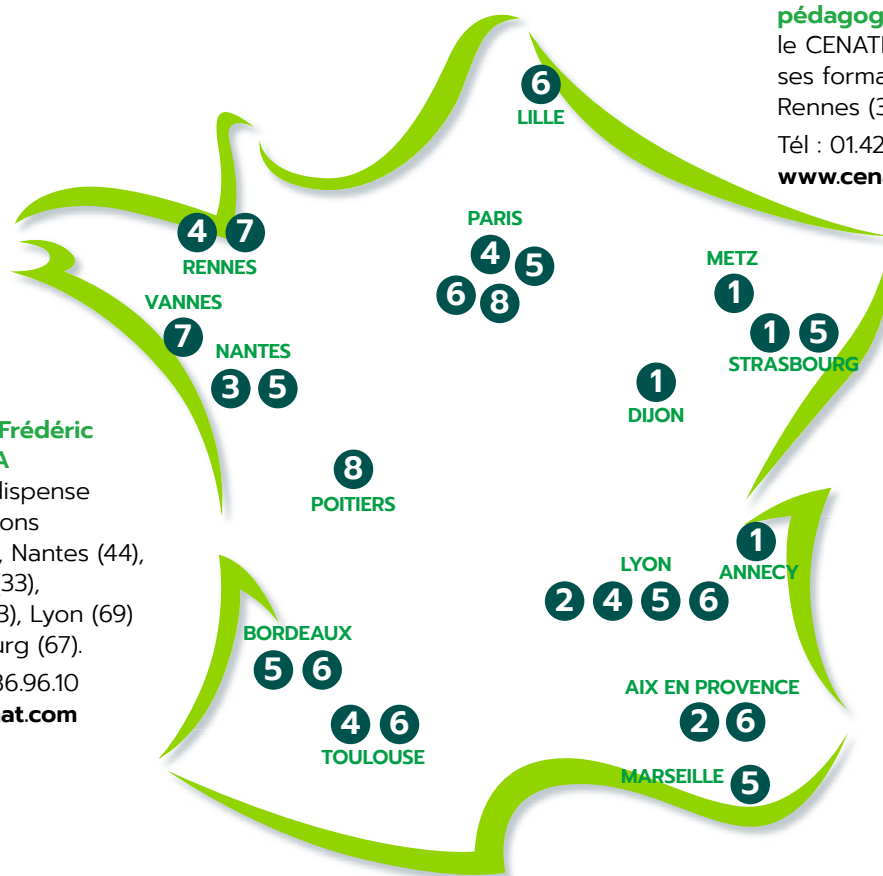 pédagog
le CENATI
ses forma
Rennes (3
Tél : 01.42
www.cena
6
LILLE
4 7
RENNES
PARIS
4 5
6 8
METZ
1
1 5
STRASBOURG
VANNES
7
NANTES
3 5
1
DIJON
Frédéric
A
dispense
ons
, Nantes (44),
(33),
3), Lyon (69)
urg (67).
36.96.10
nat.com
8
POITIERS
1
ANNECY
LYON
2 4 5 6
BORDEAUX
5 6
4 6
TOULOUSE
AIX EN PROVENCE
2 6
MARSEILLE 5